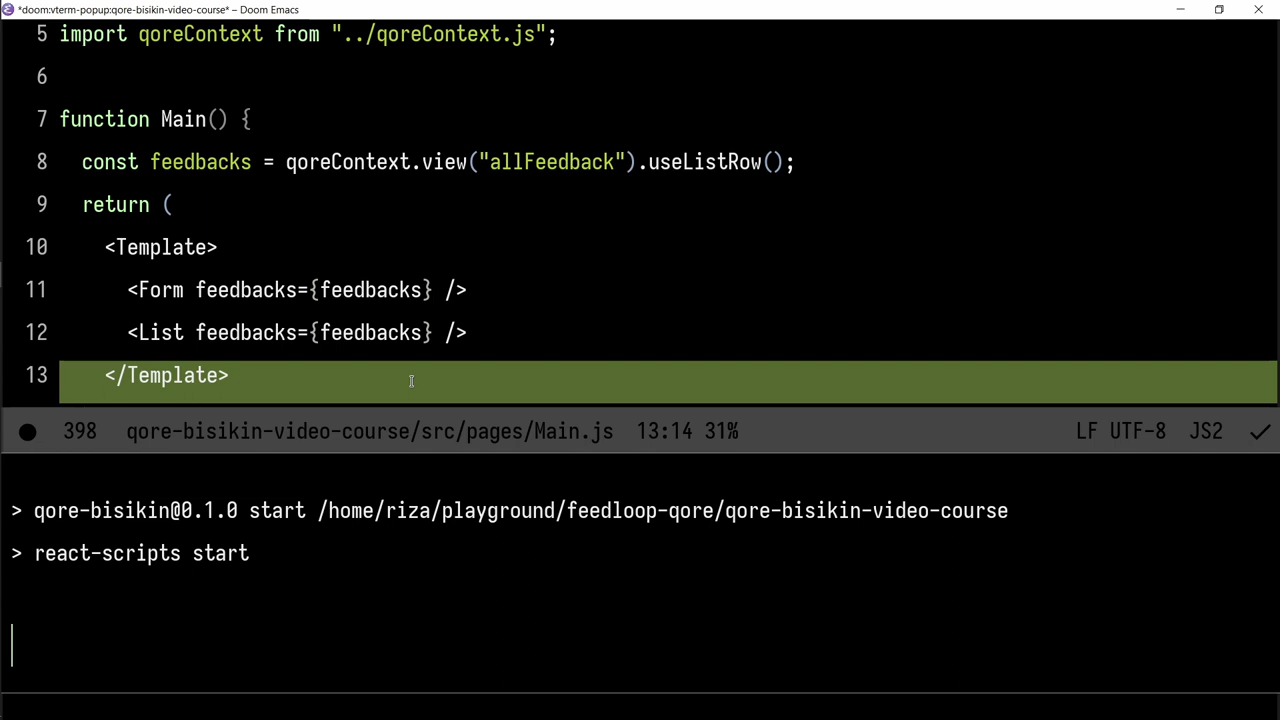 *doom:vterm-popup:qore-bisikin-video-course* – Doom Emacs
5 import qoreContext from "../qoreContext.js";
6
7 function Main() {
8 const feedbacks = qoreContext.view("allFeedback").useListRow();
9 return (
10 <Template>
11 <Form feedbacks={feedbacks} />
12 <List feedbacks={feedbacks} />
13 </Template>
398 qore-bisikin-video-course/src/pages/Main.js 13:14 31% LF UTF-8 JS2
> qore-bisikin@0.1.0 start /home/riza/playground/feedloop-qore/qore-bisikin-video-course
> react-scripts start